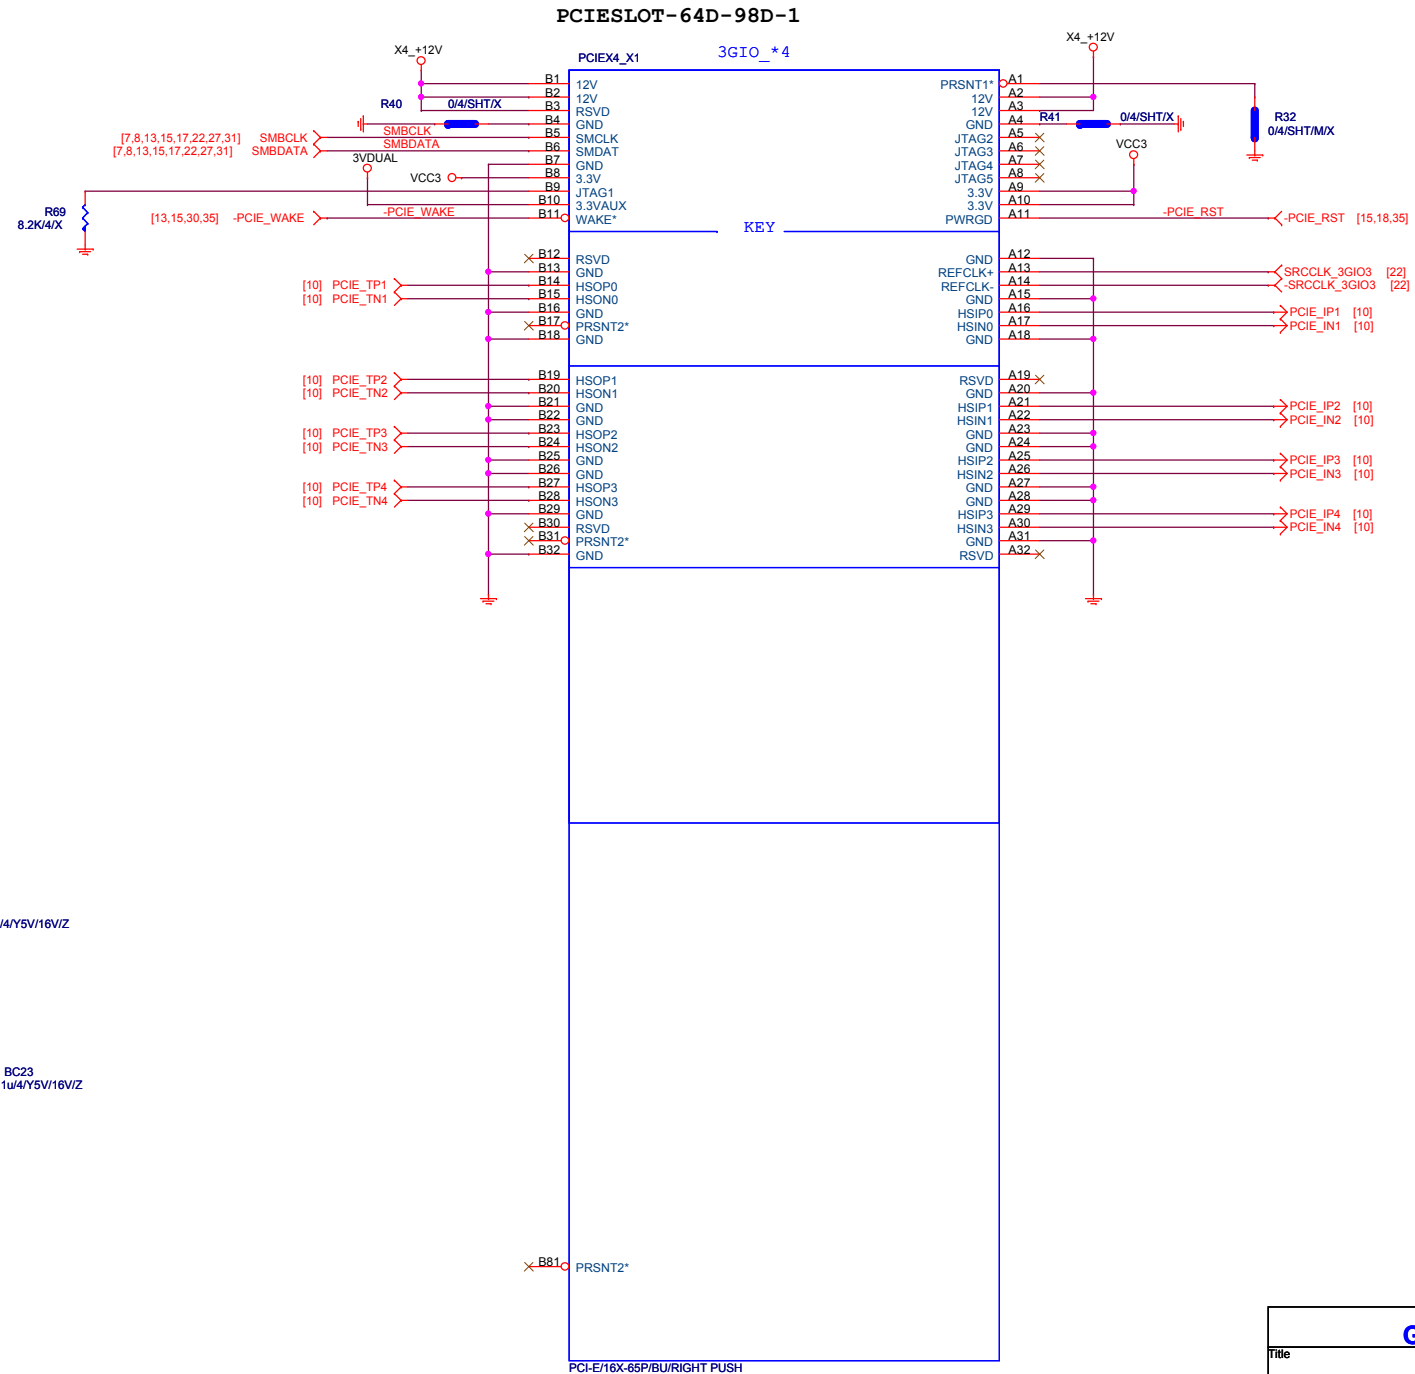 PCIESLOT-64D-98D-1
X4_+12V
PCIEX4_X1
3GIO_*4
X4_+12V
B1 12V PRSNT1* A1
B2 12V 12V A2
B3 RSVD 12V A3
R40 0/4/SHT/X B4 GND GND A4 R41 0/4/SHT/X R32
0/4/SHT/M/X
[7,8,13,15,17,22,27,31] SMBCLK SMBCLK B5 SMCLK JTAG2 A5
[7,8,13,15,17,22,27,31] SMBDATA SMBDATA B6 SMDAT JTAG3 A6 VCC3
3VDUAL B7 GND JTAG4 A7
VCC3 B8 3.3V JTAG5 A8
B9 JTAG1 3.3V A9
B10 3.3VAUX 3.3V A10
R69
8.2K/4/X
[13,15,30,35] -PCIE_WAKE -PCIE_WAKE B11 WAKE* PWRGD A11 -PCIE_RST -PCIE_RST [15,18,35]
KEY
B12 RSVD GND A12
B13 GND REFCLK+ A13 SRCCLK_3GIO3 [22]
[10] PCIE_TP1 B14 HSOP0 REFCLK- A14 -SRCCLK_3GIO3 [22]
[10] PCIE_TN1 B15 HSON0 GND A15
B16 GND HSIP0 A16 PCIE_IP1 [10]
B17 PRSNT2* HSIN0 A17 PCIE_IN1 [10]
B18 GND GND A18
[10] PCIE_TP2 B19 HSOP1 RSVD A19
[10] PCIE_TN2 B20 HSON1 GND A20
B21 GND HSIP1 A21 PCIE_IP2 [10]
B22 GND HSIN1 A22 PCIE_IN2 [10]
[10] PCIE_TP3 B23 HSOP2 GND A23
[10] PCIE_TN3 B24 HSON2 GND A24
B25 GND HSIP2 A25 PCIE_IP3 [10]
B26 GND HSIN2 A26 PCIE_IN3 [10]
[10] PCIE_TP4 B27 HSOP3 GND A27
[10] PCIE_TN4 B28 HSON3 GND A28
B29 GND HSIP3 A29 PCIE_IP4 [10]
B30 RSVD HSIN3 A30 PCIE_IN4 [10]
B31 PRSNT2* GND A31
B32 GND RSVD A32
/4/Y5V/16V/Z
BC23
1u/4/Y5V/16V/Z
B81 PRSNT2*
PCI-E/16X-65P/BU/RIGHT PUSH
Title